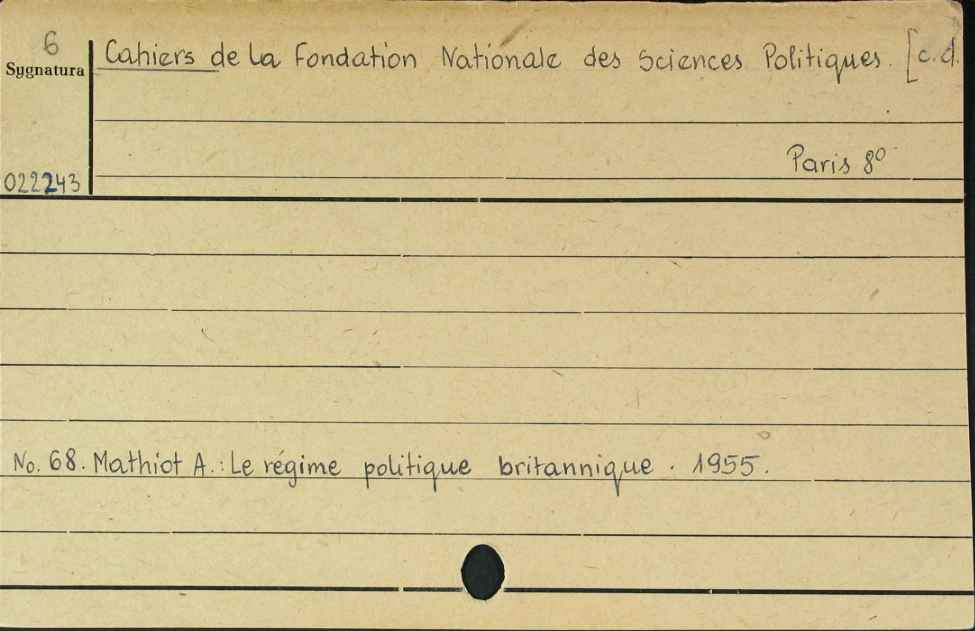 6
Sygnatura
Cahiers de la Fondation Nationale des Sciences Politiques. [c.d.
Paris 8º
022243
No. 68. Mathiot A.: Le régime politique britannique. 1955.